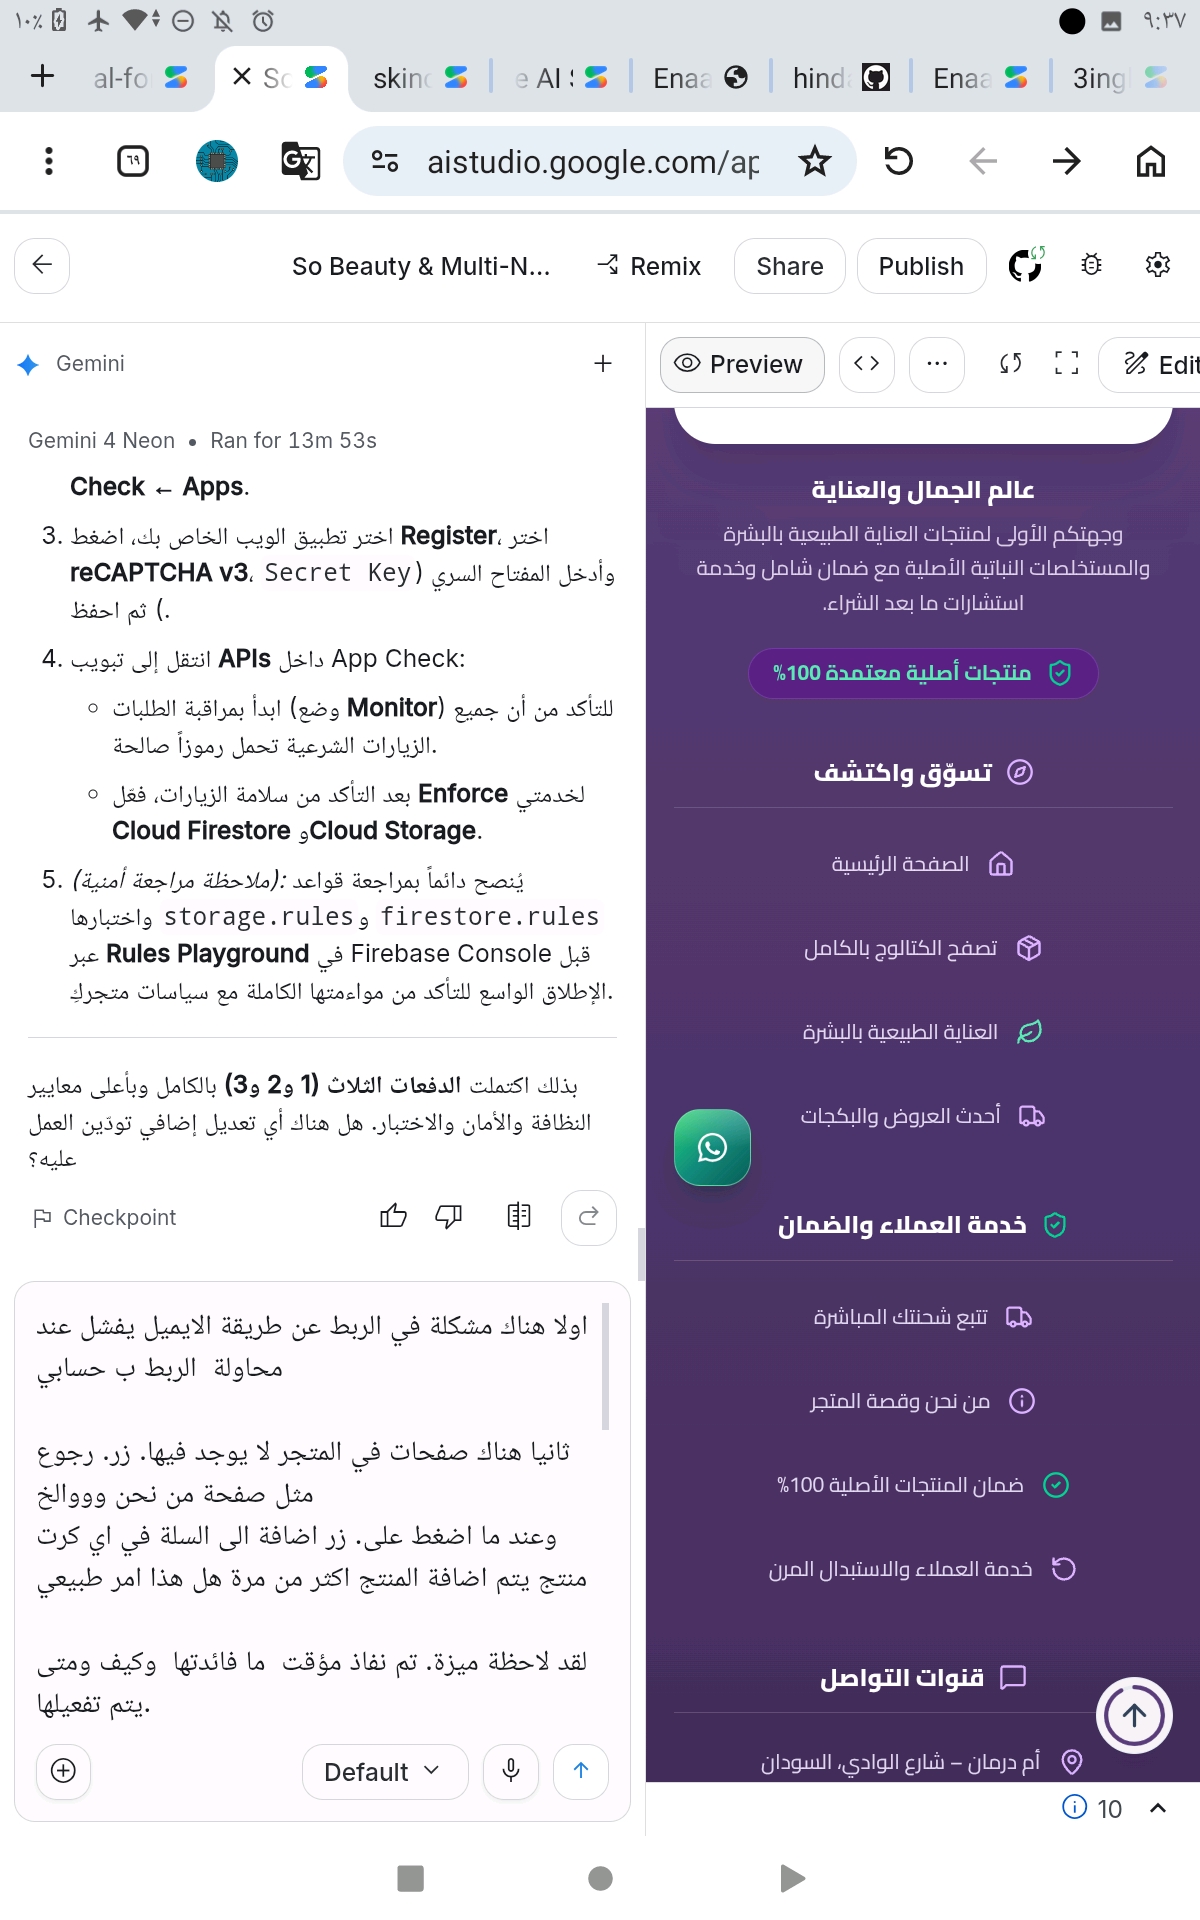 ١٠٪
٩:٣٧
al-fo
Sc
skinc
e AI S
Enaa
hinda
Enaa
3ingl
٦٩
aistudio.google.com/ap
So Beauty & Multi-N...
Remix
Share
Publish
Gemini
Gemini 4 Neon • Ran for 13m 53s
Check ← Apps.
3. اختر تطبيق الويب الخاص بك، اضغط Register، اختر
reCAPTCHA v3، وأدخل المفتاح السري (Secret Key
) ثم احفظ.
4. انتقل إلى تبويب APIs داخل App Check:
ابدأ بمراقبة الطلبات (وضع Monitor) للتأكد من أن جميع
الزيارات الشرعية تحمل رموزاً صالحة.
بعد التأكد من سلامة الزيارات، فعّل Enforce لخدمتي
Cloud Firestore وCloud Storage.
5. (ملاحظة مراجعة أمنية): يُنصح دائماً بمراجعة قواعد
firestore.rules وstorage.rules واختبارها
عبر Rules Playground في Firebase Console قبل
الإطلاق الواسع للتأكد من مواءمتها الكاملة مع سياسات متجركِ.
بذلك اكتملت الدفعات الثلاث (1 و2 و3) بالكامل وبأعلى معايير
النظافة والأمان والاختبار. هل هناك أي تعديل إضافي تودّين العمل
عليه؟
Checkpoint
اولا هناك مشكلة في الربط عن طريقة الايميل يفشل عند
محاولة الربط ب حسابي
ثانيا هناك صفحات في المتجر لا يوجد فيها. زر. رجوع
مثل صفحة من نحن وووالخ
وعند ما اضغط على. زر اضافة الى السلة في اي كرت
منتج يتم اضافة المنتج اكثر من مرة هل هذا امر طبيعي
لقد لاحظة ميزة. تم نفاذ مؤقت ما فائدتها وكيف ومتى
يتم تفعيلها.
Default
Preview
Edit
عالم الجمال والعناية
وجهتكم الأولى لمنتجات العناية الطبيعية بالبشرة
والمستخلصات النباتية الأصلية مع ضمان شامل وخدمة
استشارات ما بعد الشراء.
منتجات أصلية معتمدة 100%
تسوّق واكتشف
الصفحة الرئيسية
تصفح الكتالوج بالكامل
العناية الطبيعية بالبشرة
أحدث العروض والبكجات
خدمة العملاء والضمان
تتبع شحنتك المباشرة
من نحن وقصة المتجر
ضمان المنتجات الأصلية 100%
خدمة العملاء والاستبدال المرن
قنوات التواصل
أم درمان – شارع الوادي، السودان
10